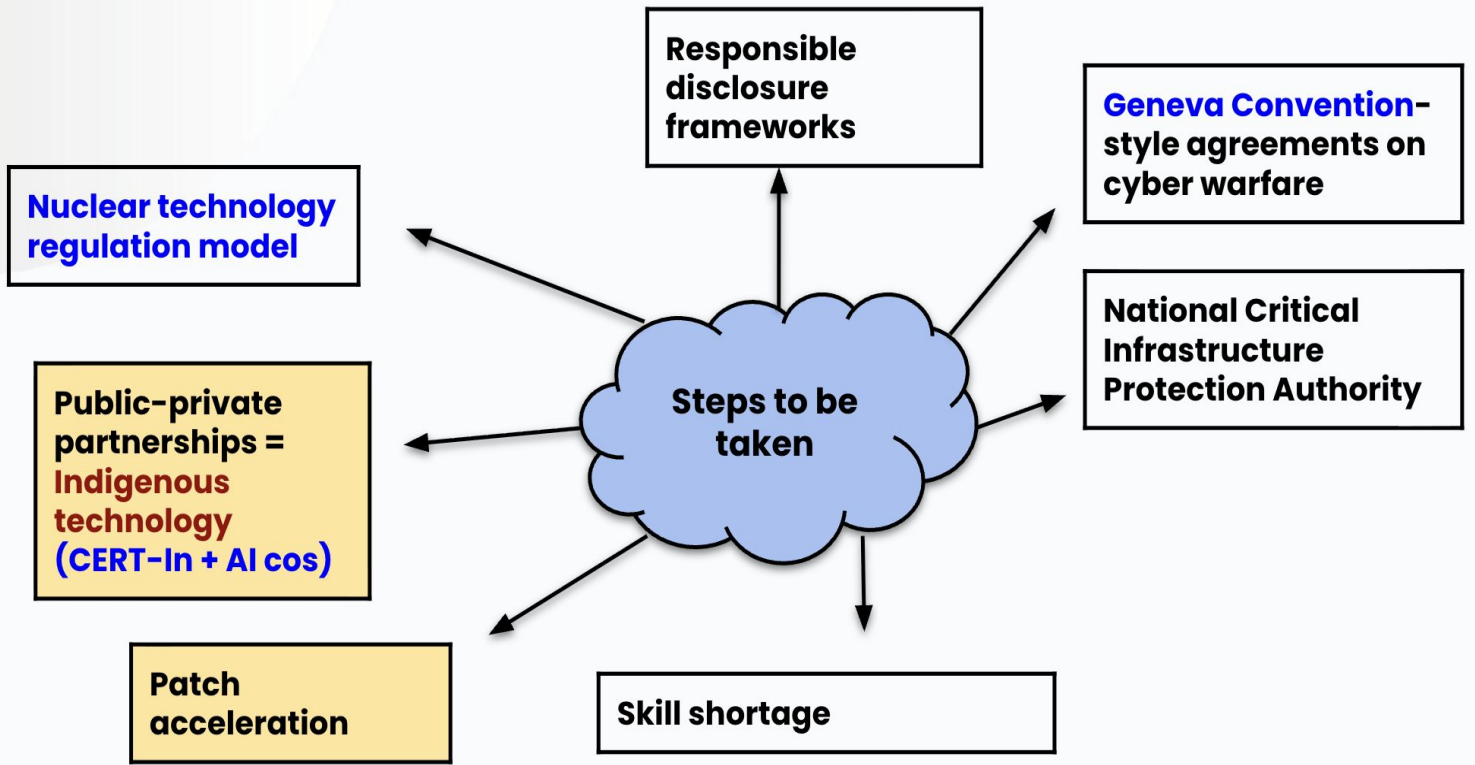 Responsible
disclosure
frameworks
Geneva Convention-
style agreements on
cyber warfare
Nuclear technology
regulation model
National Critical
Infrastructure
Protection Authority
Steps to be
taken
Public-private
partnerships =
Indigenous
technology
(CERT-In + AI cos)
Patch
acceleration
Skill shortage